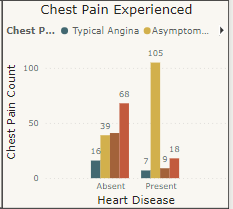 Chest Pain Experienced
Chest P... Typical Angina Asymptom...
Chest Pain Count
100
50
0
16
39
68
7
105
9
18
Absent
Present
Heart Disease